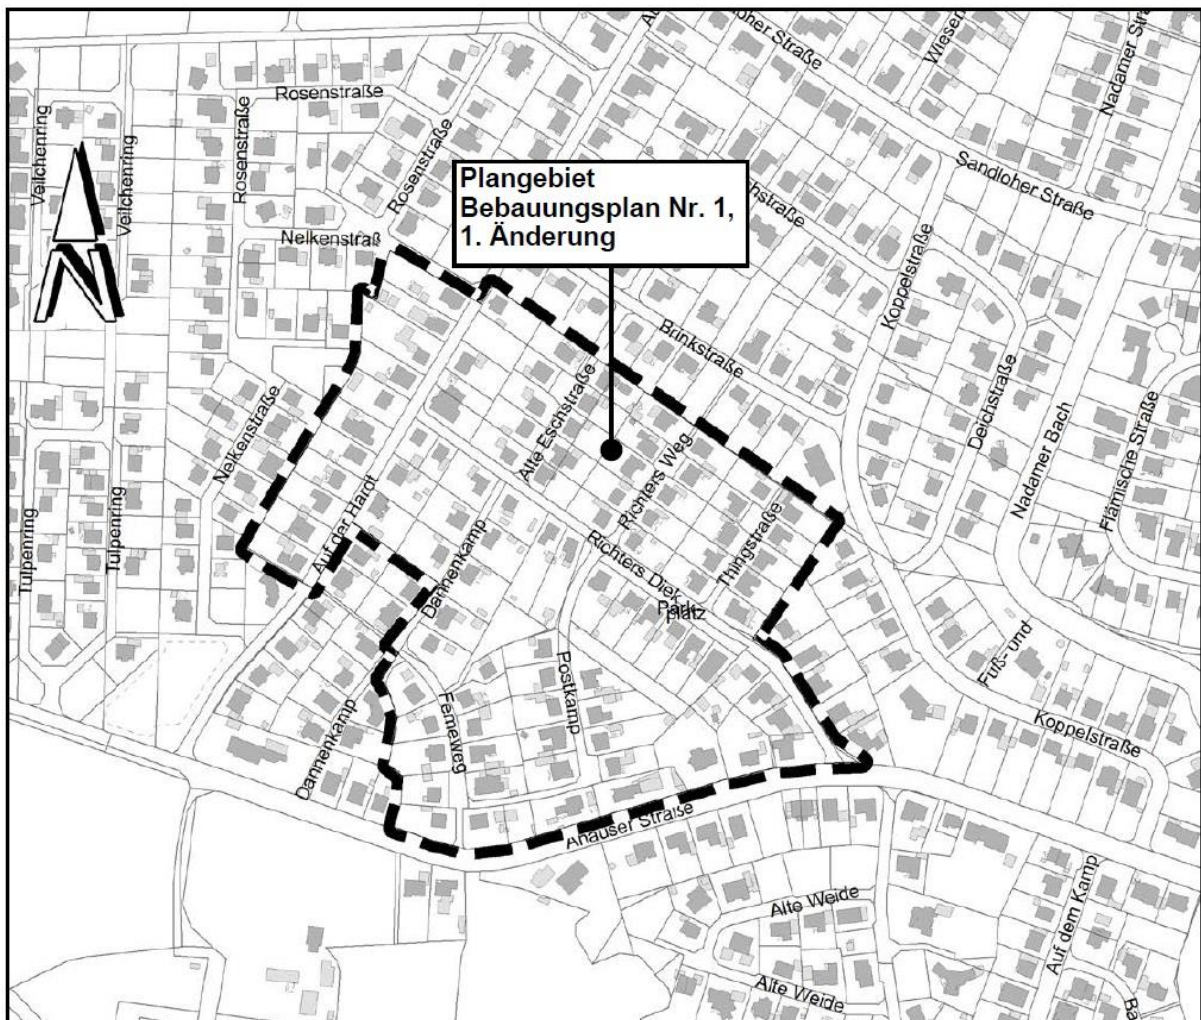 Plangebiet
Bebauungsplan Nr. 1,
1. Änderung
N
Rosenstraße
Veilchenring
Veilchenring
Rosenstraße
Rosenstraße
Nelkenstraß
Sandloher Straße
Nadamer
Koppelstraße
Brinkstraße
Deichstraße
Nadamer Bach
Flämische Straße
Nelkenstraße
Alte Eschstraße
Richters Weg
Auf der Hardt
Tulpenring
Tulpenring
Dannenkamp
Richters Diek
Thingstraße
Park-
platz
Fuß- und
Postkamp
Femeweg
Dannenkamp
Koppelstraße
Ahauser Straße
Alte Weide
Auf dem Kamp
Alte Weide